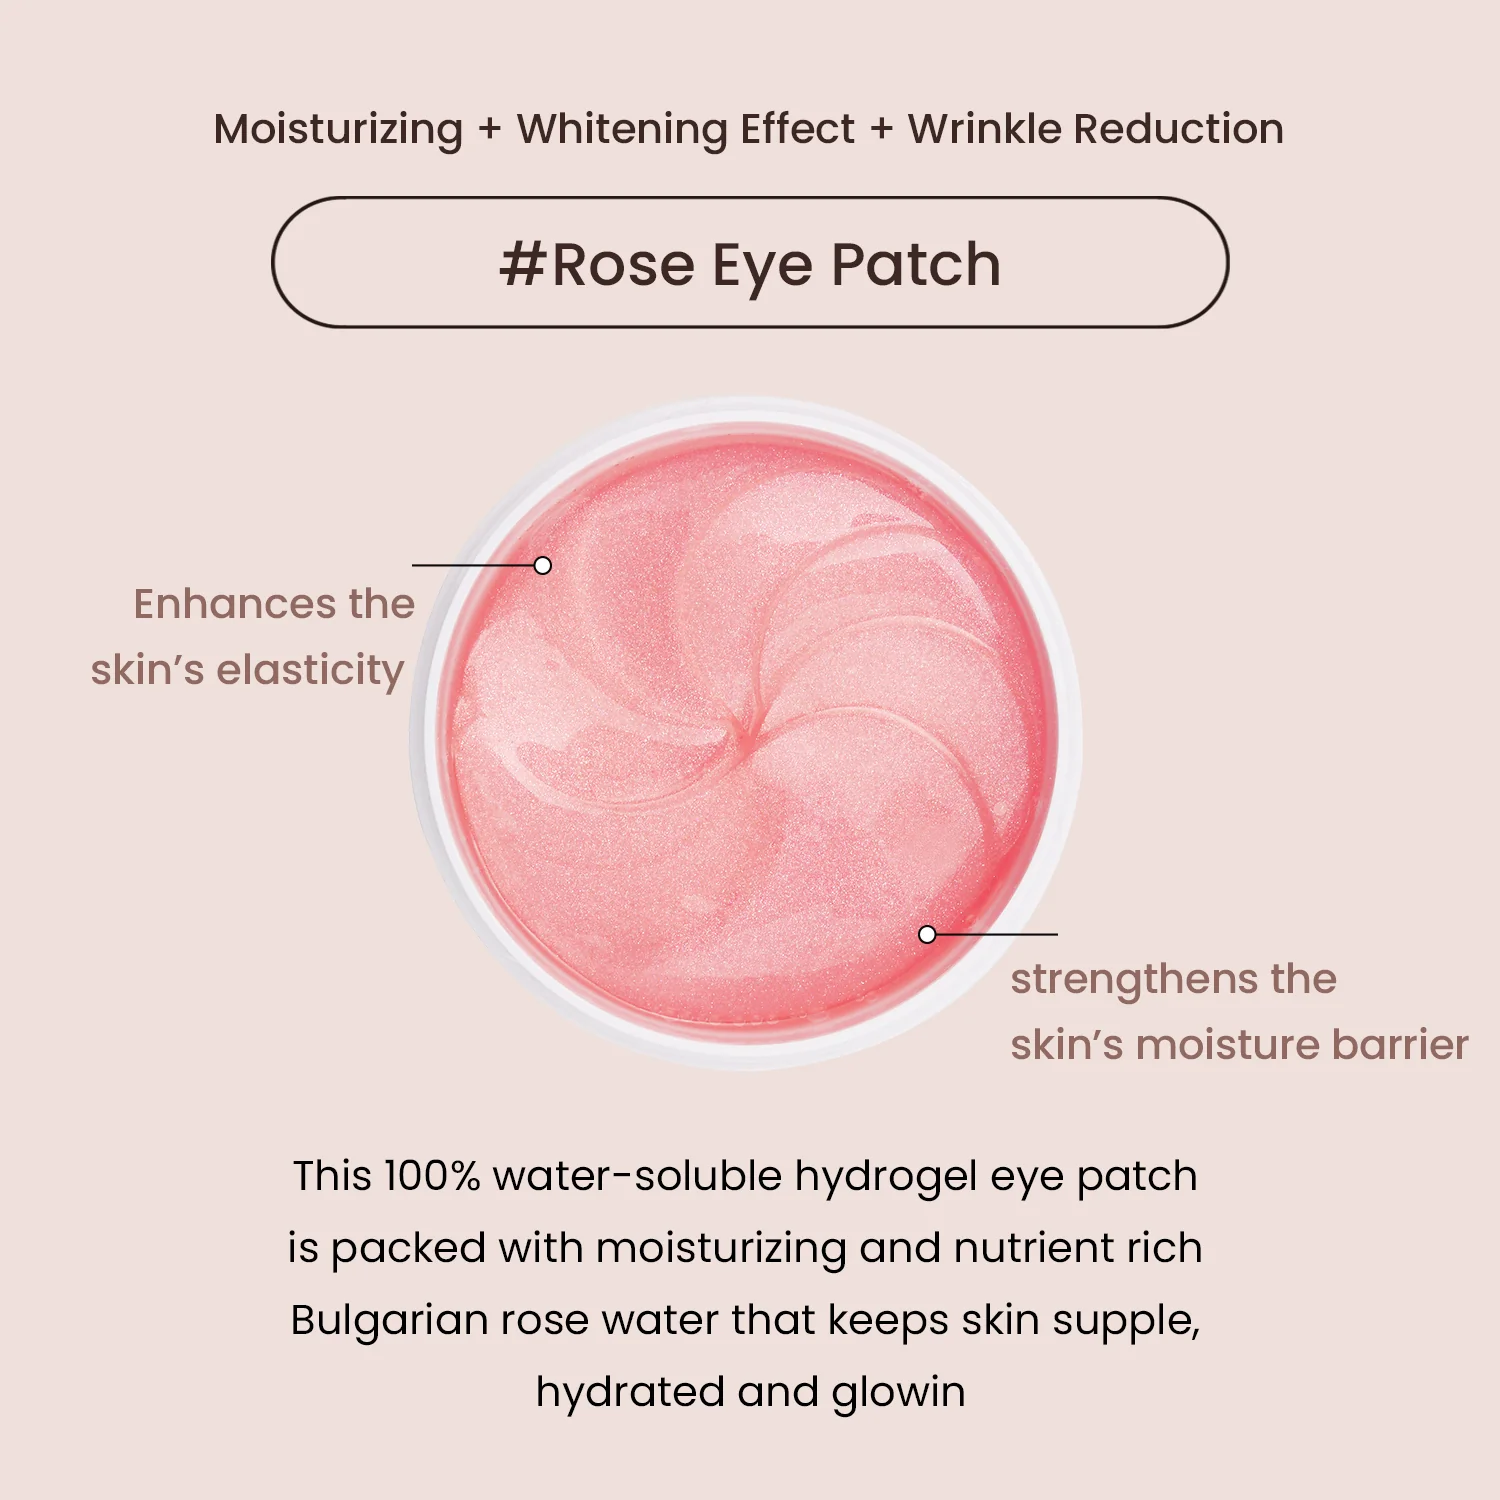 Moisturizing + Whitening Effect + Wrinkle Reduction
#Rose Eye Patch
Enhances the
skin’s elasticity
strengthens the
skin’s moisture barrier
This 100% water-soluble hydrogel eye patch
is packed with moisturizing and nutrient rich
Bulgarian rose water that keeps skin supple,
hydrated and glowin